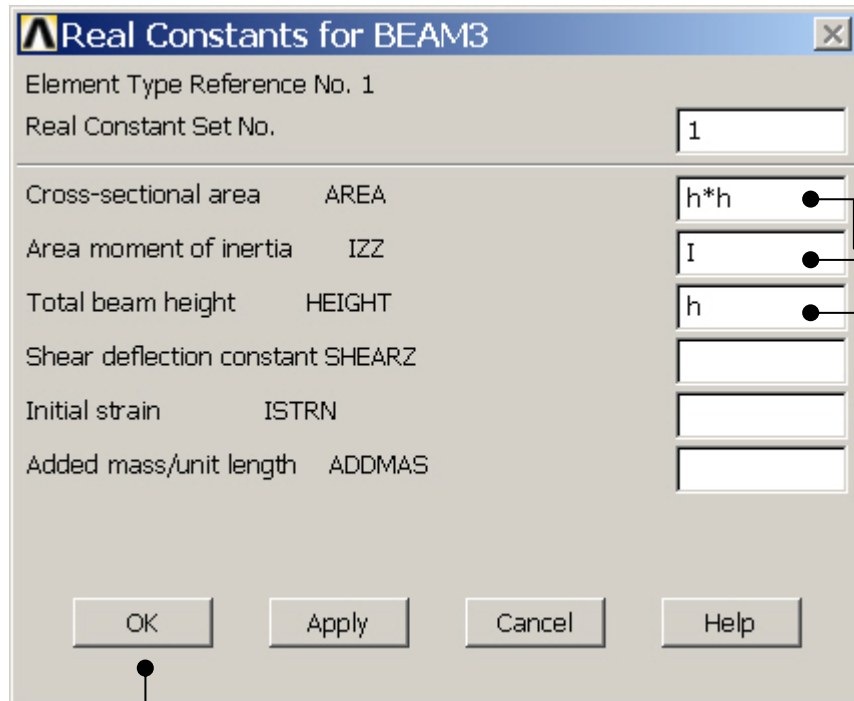 Real Constants for BEAM3
Element Type Reference No. 1
Real Constant Set No. 1
Cross-sectional area AREA h*h
Area moment of inertia IZZ I
Total beam height HEIGHT h
Shear deflection constant SHEARZ
Initial strain ISTRN
Added mass/unit length ADDMAS
OK Apply Cancel Help